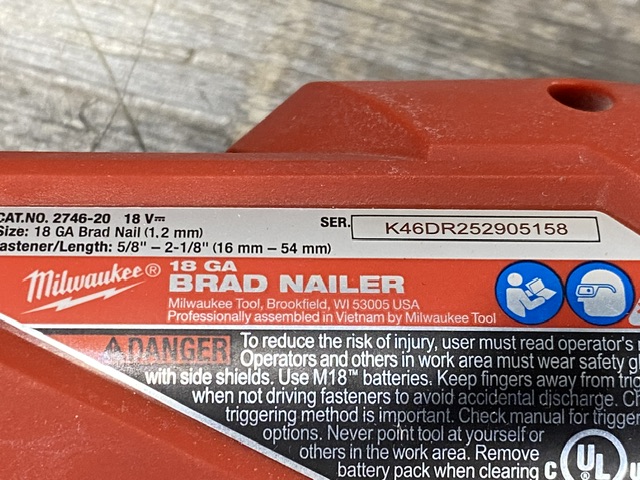 CAT.NO. 2746-20 18 V⎓
Size: 18 GA Brad Nail (1,2 mm)
Fastener/Length: 5/8" – 2-1/8" (16 mm – 54 mm)
SER. K46DR252905158
Milwaukee®
18 GA
BRAD NAILER
Milwaukee Tool, Brookfield, WI 53005 USA
Professionally assembled in Vietnam by Milwaukee Tool
DANGER
To reduce the risk of injury, user must read operator's
Operators and others in work area must wear safety
with side shields. Use M18™ batteries. Keep fingers away from
when not driving fasteners to avoid accidental discharge.
triggering method is important. Check manual for
options. Never point tool at yourself or
others in the work area. Remove
battery pack when clearing
C UL